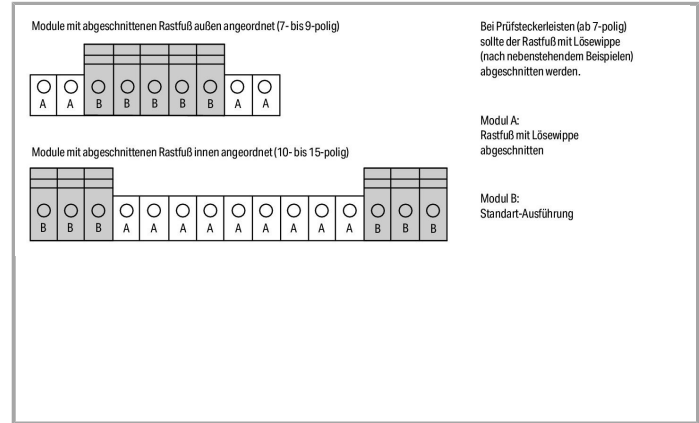 Module mit abgeschnittenen Rastfuß außen angeordnet (7- bis 9-polig)
A A B B B B B A A
Module mit abgeschnittenen Rastfuß innen angeordnet (10- bis 15-polig)
B B B A A A A A A A A A B B B
Bei Prüfsteckerleisten (ab 7-polig)
sollte der Rastfuß mit Lösewippe
(nach nebenstehendem Beispielen)
abgeschnitten werden.
Modul A:
Rastfuß mit Lösewippe
abgeschnitten
Modul B:
Standart-Ausführung